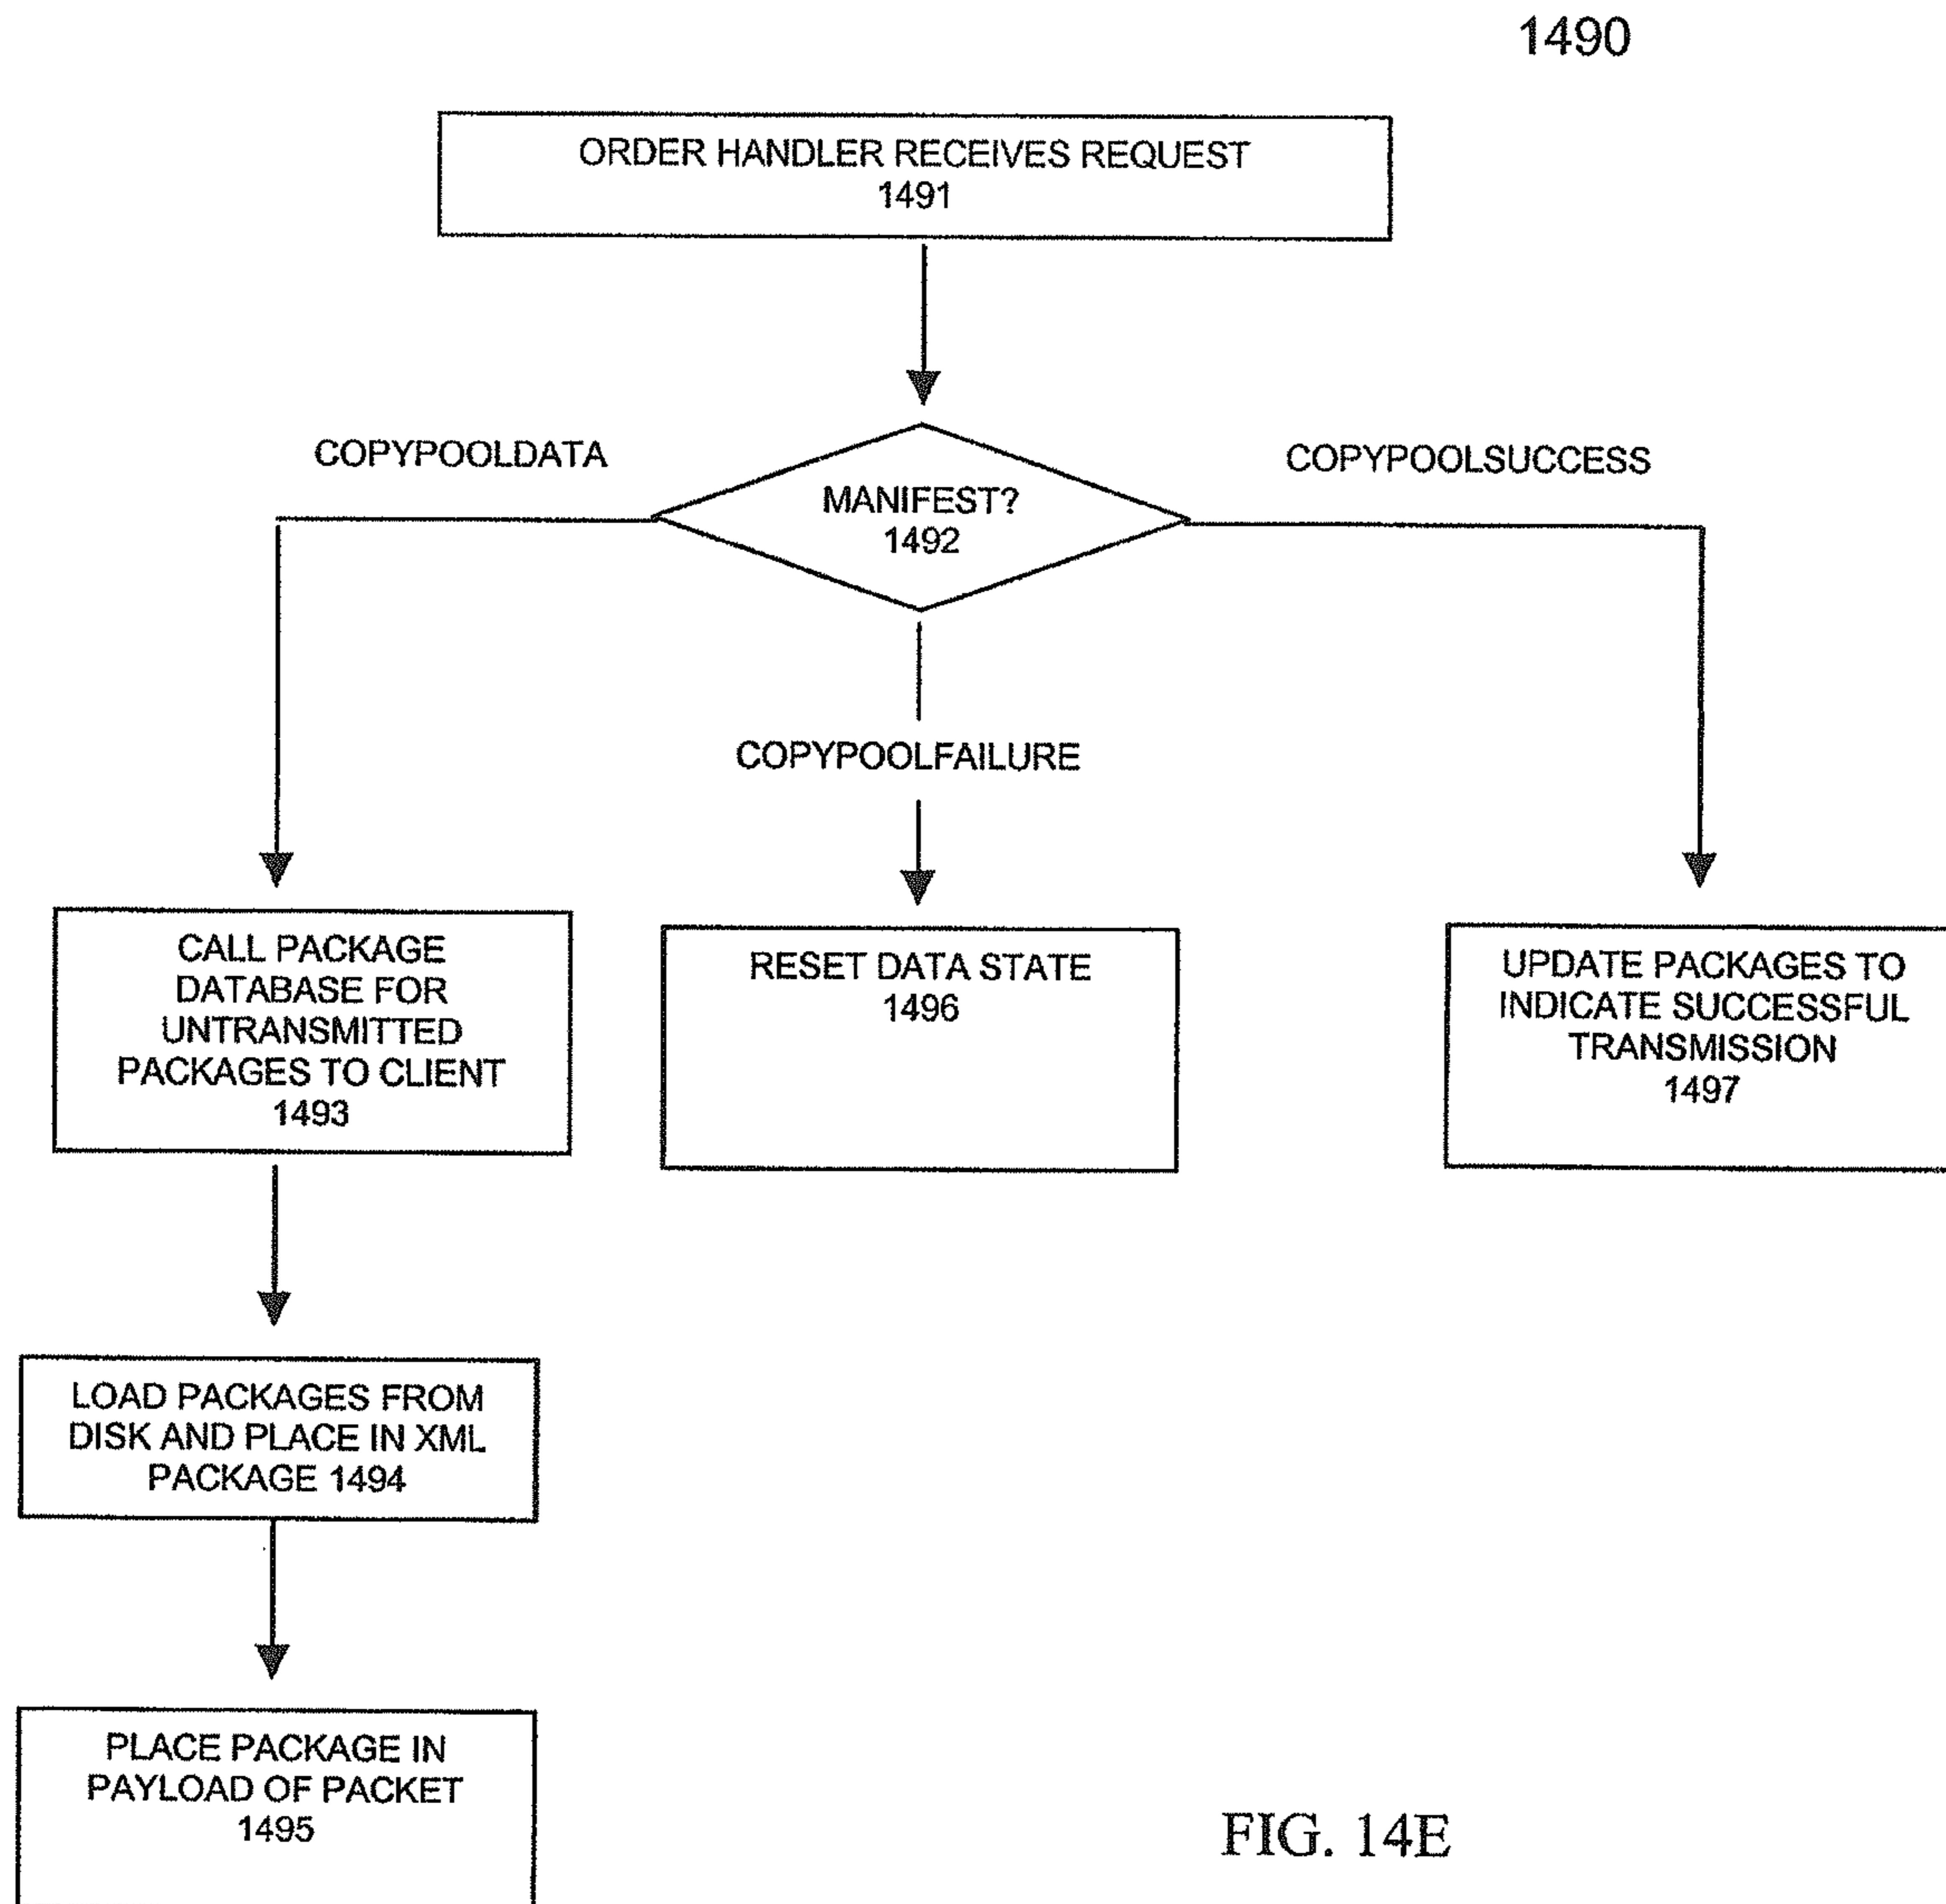 1490
ORDER HANDLER RECEIVES REQUEST
1491
COPYPOOLDATA
MANIFEST?
1492
COPYPOOLSUCCESS
COPYPOOLFAILURE
CALL PACKAGE
DATABASE FOR
UNTRANSMITTED
PACKAGES TO CLIENT
1493
RESET DATA STATE
1496
UPDATE PACKAGES TO
INDICATE SUCCESSFUL
TRANSMISSION
1497
LOAD PACKAGES FROM
DISK AND PLACE IN XML
PACKAGE 1494
PLACE PACKAGE IN
PAYLOAD OF PACKET
1495
FIG. 14E